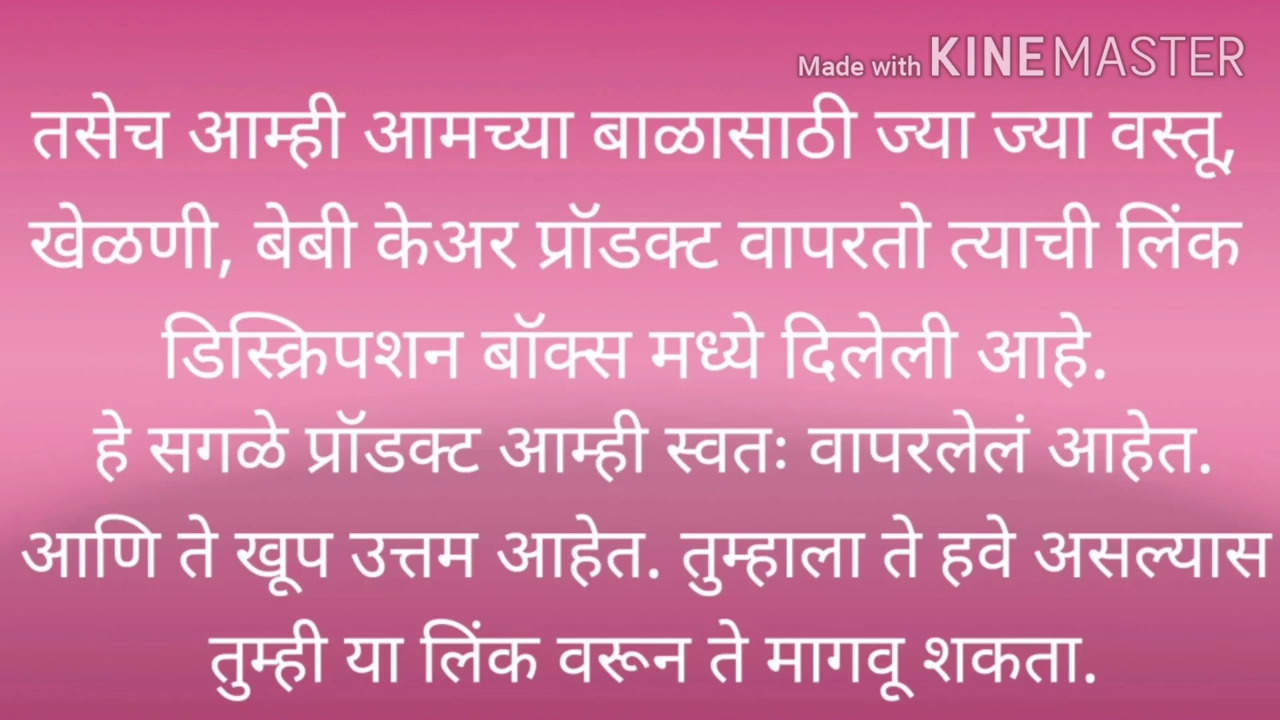 Made with KINEMASTER
तसेच आम्ही आमच्या बाळासाठी ज्या ज्या वस्तू,
खेळणी, बेबी केअर प्रॉडक्ट वापरतो त्याची लिंक
डिस्क्रिपशन बॉक्स मध्ये दिलेली आहे.
हे सगळे प्रॉडक्ट आम्ही स्वतः वापरलेलं आहेत.
आणि ते खूप उत्तम आहेत. तुम्हाला ते हवे असल्यास
तुम्ही या लिंक वरून ते मागवू शकता.